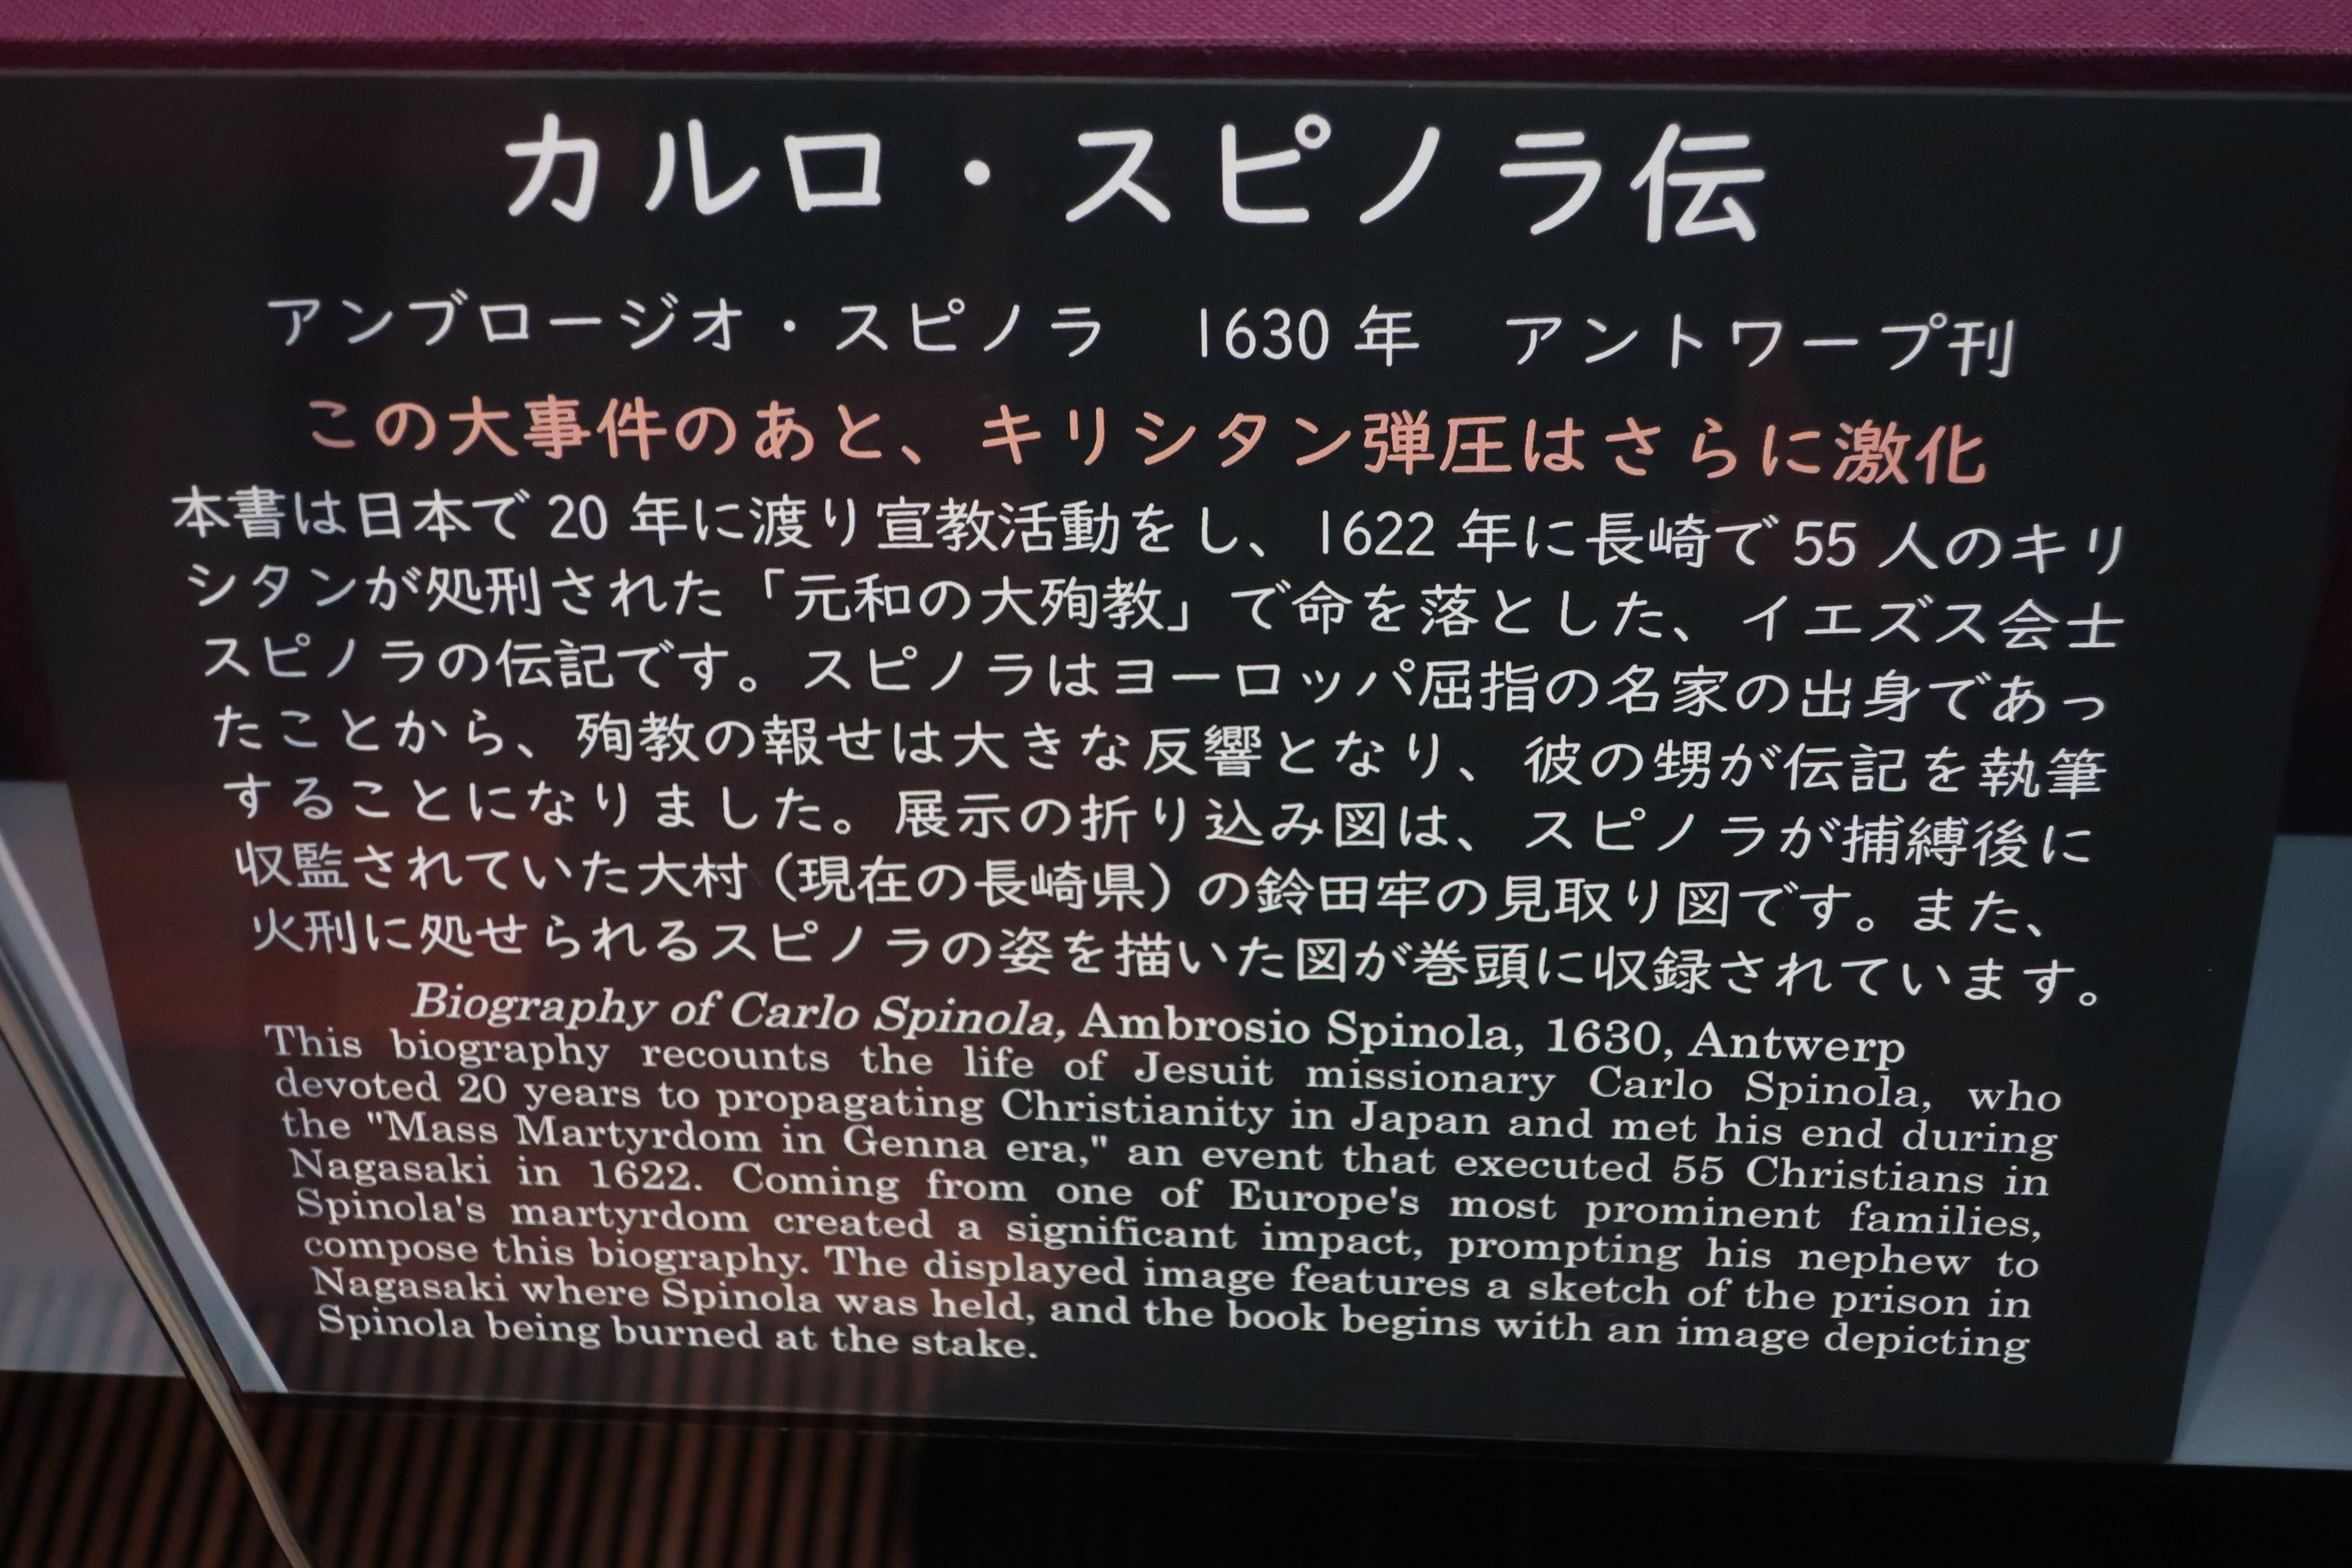 カルロ・スピノラ伝
アンブロージオ・スピノラ　1630 年　アントワープ刊
この大事件のあと、キリシタン弾圧はさらに激化
本書は日本で 20 年に渡り宣教活動をし、1622 年に長崎で 55 人のキリ
シタンが処刑された「元和の大殉教」で命を落とした、イエズス会士
スピノラの伝記です。スピノラはヨーロッパ屈指の名家の出身であっ
たことから、殉教の報せは大きな反響となり、彼の甥が伝記を執筆
することになりました。展示の折り込み図は、スピノラが捕縛後に
収監されていた大村（現在の長崎県）の鈴田牢の見取り図です。また、
火刑に処せられるスピノラの姿を描いた図が巻頭に収録されています。
Biography of Carlo Spinola, Ambrosio Spinola, 1630, Antwerp
This biography recounts the life of Jesuit missionary Carlo Spinola, who
devoted 20 years to propagating Christianity in Japan and met his end during
the "Mass Martyrdom in Genna era," an event that executed 55 Christians in
Nagasaki in 1622. Coming from one of Europe's most prominent families,
Spinola's martyrdom created a significant impact, prompting his nephew to
compose this biography. The displayed image features a sketch of the prison in
Nagasaki where Spinola was held, and the book begins with an image depicting
Spinola being burned at the stake.